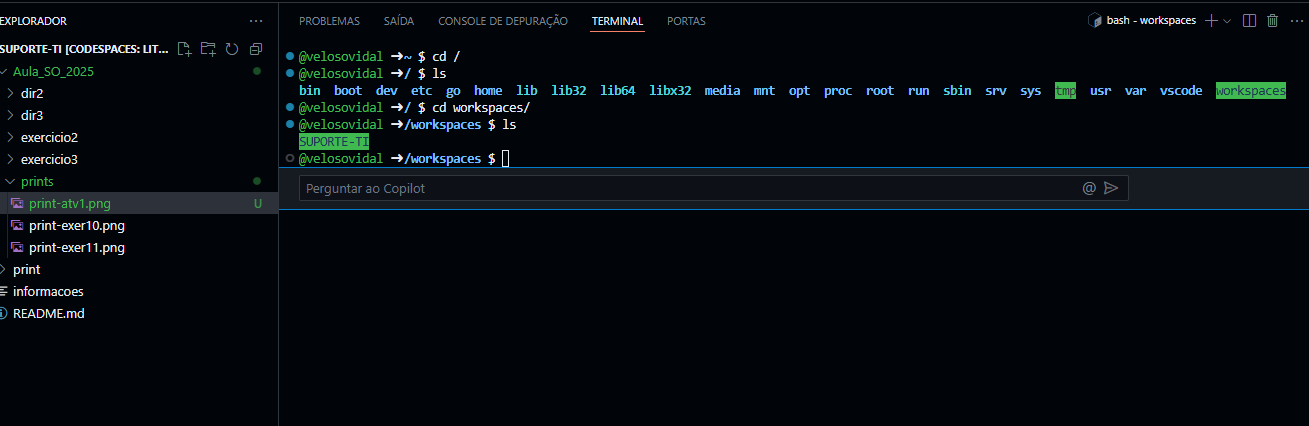 EXPLORADOR
SUPORTE-TI [CODESPACES: LIT...
Aula_SO_2025
dir2
dir3
exercicio2
exercicio3
prints
print-atv1.png U
print-exer10.png
print-exer11.png
print
informacoes
README.md
PROBLEMAS SAÍDA CONSOLE DE DEPURAÇÃO TERMINAL PORTAS
bash - workspaces
@velosovidal ➜ ~ $ cd /
@velosovidal ➜ / $ ls
bin boot dev etc go home lib lib32 lib64 libx32 media mnt opt proc root run sbin srv sys tmp usr var vscode workspaces
@velosovidal ➜ / $ cd workspaces/
@velosovidal ➜ /workspaces $ ls
SUPORTE-TI
@velosovidal ➜ /workspaces $
Perguntar ao Copilot @